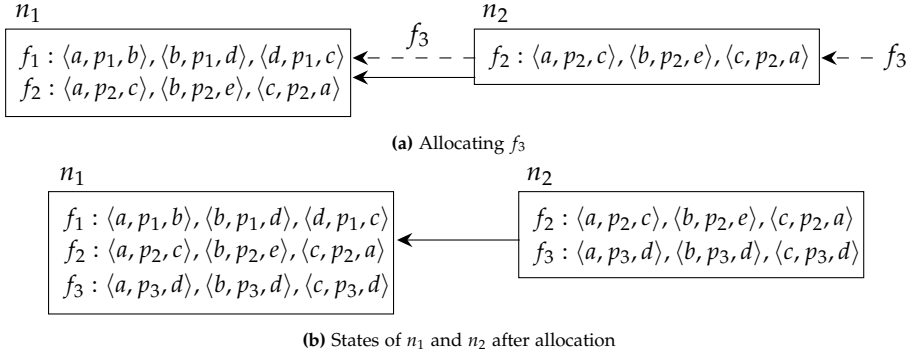 n₁ n₂
f₁ : ⟨a, p₁, b⟩, ⟨b, p₁, d⟩, ⟨d, p₁, c⟩
f₂ : ⟨a, p₂, c⟩, ⟨b, p₂, e⟩, ⟨c, p₂, a⟩
f₃
f₂ : ⟨a, p₂, c⟩, ⟨b, p₂, e⟩, ⟨c, p₂, a⟩
f₃
(a) Allocating f₃
n₁ n₂
f₁ : ⟨a, p₁, b⟩, ⟨b, p₁, d⟩, ⟨d, p₁, c⟩
f₂ : ⟨a, p₂, c⟩, ⟨b, p₂, e⟩, ⟨c, p₂, a⟩
f₃ : ⟨a, p₃, d⟩, ⟨b, p₃, d⟩, ⟨c, p₃, d⟩
f₂ : ⟨a, p₂, c⟩, ⟨b, p₂, e⟩, ⟨c, p₂, a⟩
f₃ : ⟨a, p₃, d⟩, ⟨b, p₃, d⟩, ⟨c, p₃, d⟩
(b) States of n₁ and n₂ after allocation